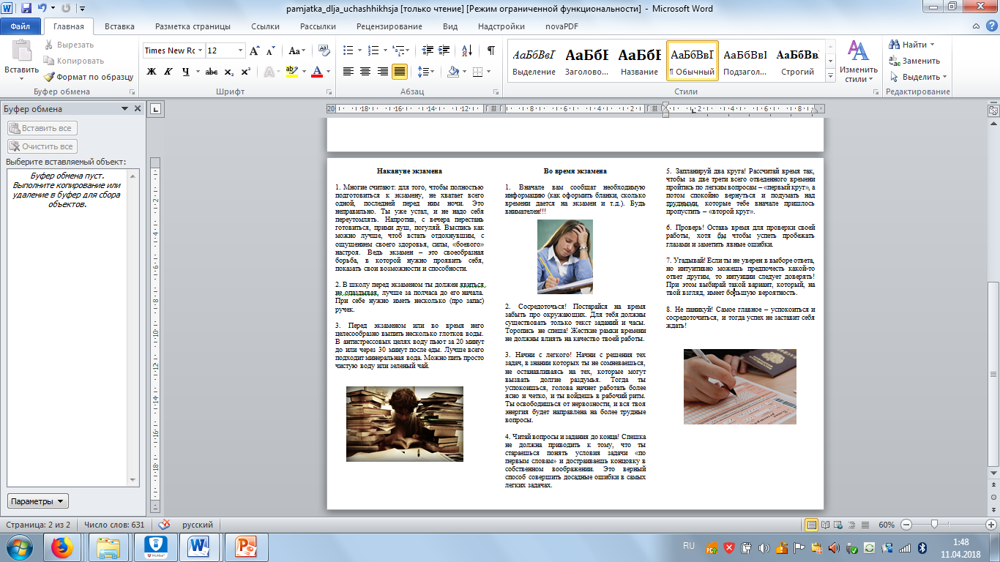 pamjatka_dlja_uchashhikhsja [только чтение] [Режим ограниченной функциональности] - Microsoft Word
Файл Главная Вставка Разметка страницы Ссылки Рассылки Рецензирование Вид Надстройки novaPDF
Вставить
Вырезать
Копировать
Формат по образцу
Буфер обмена
Times New Ro 12
Ж К Ч abc x₂ x² A ab A
Aa
Шрифт
Абзац
АаБбВвІ АаБбІ АаБбВ АаБбВвІ АаБбВвІ АаБбВв.
Выделение Заголово... Название ¶ Обычный Подзагол... Строгий
Стили
Изменить стили
Найти
Заменить
Выделить
Редактирование
Буфер обмена
Вставить все
Очистить все
Выберите вставляемый объект:
Буфер обмена пуст.
Выполните копирование или
удаление в буфер для сбора
объектов.
Параметры
20 18 16 14 12 8 6 4 2 2 4 6 8
Накануне экзамена
1. Многие считают: для того, чтобы полностью
подготовиться к экзамену, не хватает всего
одной, последней перед ним ночи. Это
неправильно. Ты уже устал, и не надо себя
переутомлять. Напротив, с вечера перестань
готовиться, прими душ, погуляй. Выспись как
можно лучше, чтоб встать отдохнувшим, с
ощущением своего здоровья, силы, «боевого»
настроя. Ведь экзамен – это своеобразная
борьба, в которой нужно проявить себя,
показать свои возможности и способности.
2. В школу перед экзаменом ты должен явиться,
не опаздывая, лучше за полчаса до его начала.
При себе нужно иметь несколько (про запас)
ручек.
3. Перед экзаменом или во время него
целесообразно выпить несколько глотков воды.
В антистрессовых целях воду пьют за 20 минут
до или через 30 минут после еды. Лучше всего
подходит минеральная вода. Можно пить просто
чистую воду или зеленый чай.
Во время экзамена
1. Вначале вам сообщат необходимую
информацию (как оформить бланки, сколько
времени дается на экзамен и т.д.). Будь
внимателен!!!
2. Сосредоточься! Постарайся на время
забыть про окружающих. Для тебя должны
существовать только текст заданий и часы.
Торопись не спеша! Жесткие рамки времени
не должны влиять на качество твоей работы.
3. Начни с легкого! Начни с решения тех
задач, в знании которых ты не сомневаешься,
не останавливаясь на тех, которые могут
вызвать долгие раздумья. Тогда ты
успокоишься, голова начнет работать более
ясно и четко, и ты войдешь в рабочий ритм.
Ты освободишься от нервозности, и вся твоя
энергия будет направлена на более трудные
вопросы.
4. Читай вопросы и задания до конца! Спешка
не должна приводить к тому, что ты
стараешься понять условия задачи «по
первым словам» и достраиваешь концовку в
собственном воображении. Это верный
способ совершить досадные ошибки в самых
легких задачах.
5. Запланируй два круга! Рассчитай время так,
чтобы за две трети всего отведенного времени
пройтись по легким вопросам – «первый круг», а
потом спокойно вернуться и подумать над
трудными, которые тебе вначале пришлось
пропустить – «второй круг».
6. Проверь! Оставь время для проверки своей
работы, хотя бы чтобы успеть пробежать
глазами и заметить явные ошибки.
7. Угадывай! Если ты не уверен в выборе ответа,
но интуитивно можешь предпочесть какой-то
ответ другим, то интуиции следует доверять!
При этом выбирай такой вариант, который, на
твой взгляд, имеет большую вероятность.
8. Не паникуй! Самое главное – успокоиться и
сосредоточиться, и тогда успех не заставит себя
ждать!
Страница: 2 из 2 Число слов: 631 русский 60%
RU 1:48
11.04.2018